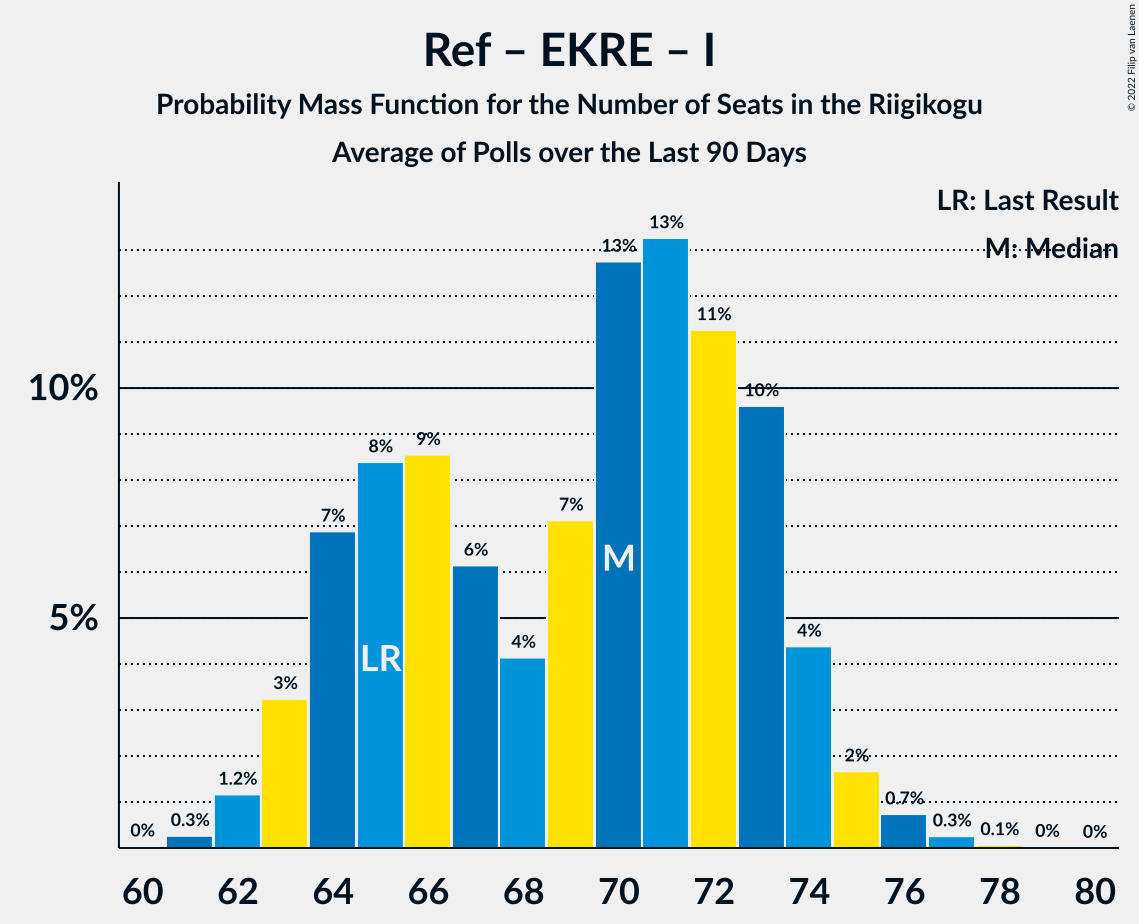 Ref – EKRE – I
Probability Mass Function for the Number of Seats in the Riigikogu
Average of Polls over the Last 90 Days
© 2022 Filip van Laenen
LR: Last Result
M: Median
10%
5%
0%
0.3%
1.2%
3%
7%
8%
9%
6%
4%
7%
13%
13%
11%
10%
4%
2%
0.7%
0.3%
0.1%
0%
0%
LR
M
60 62 64 66 68 70 72 74 76 78 80